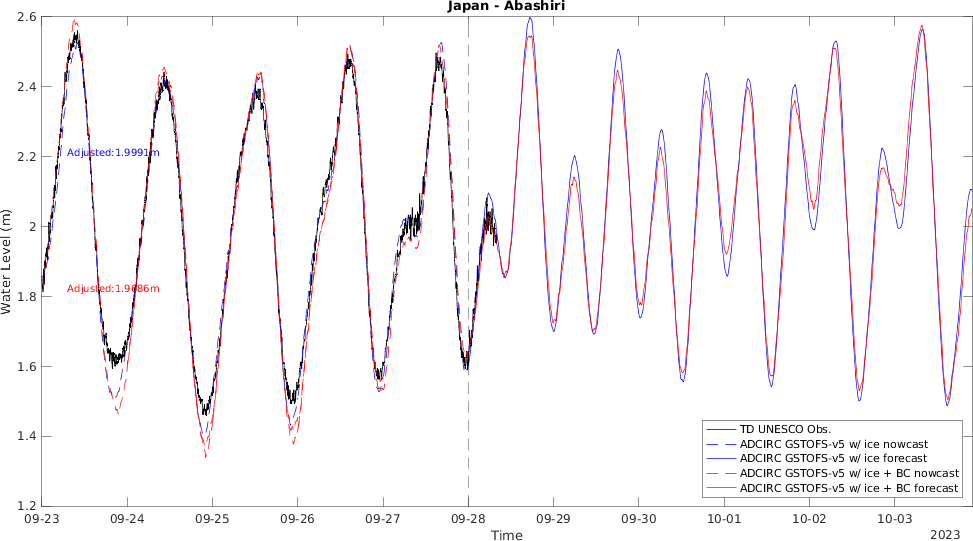 Japan - Abashiri
Water Level (m)
2.6
2.4
2.2
2
1.8
1.6
1.4
1.2
Adjusted:1.9991m
Adjusted:1.9686m
TD UNESCO Obs.
ADCIRC GSTOFS-v5 w/ ice nowcast
ADCIRC GSTOFS-v5 w/ ice forecast
ADCIRC GSTOFS-v5 w/ ice + BC nowcast
ADCIRC GSTOFS-v5 w/ ice + BC forecast
09-23 09-24 09-25 09-26 09-27 09-28 09-29 09-30 10-01 10-02 10-03
Time
2023